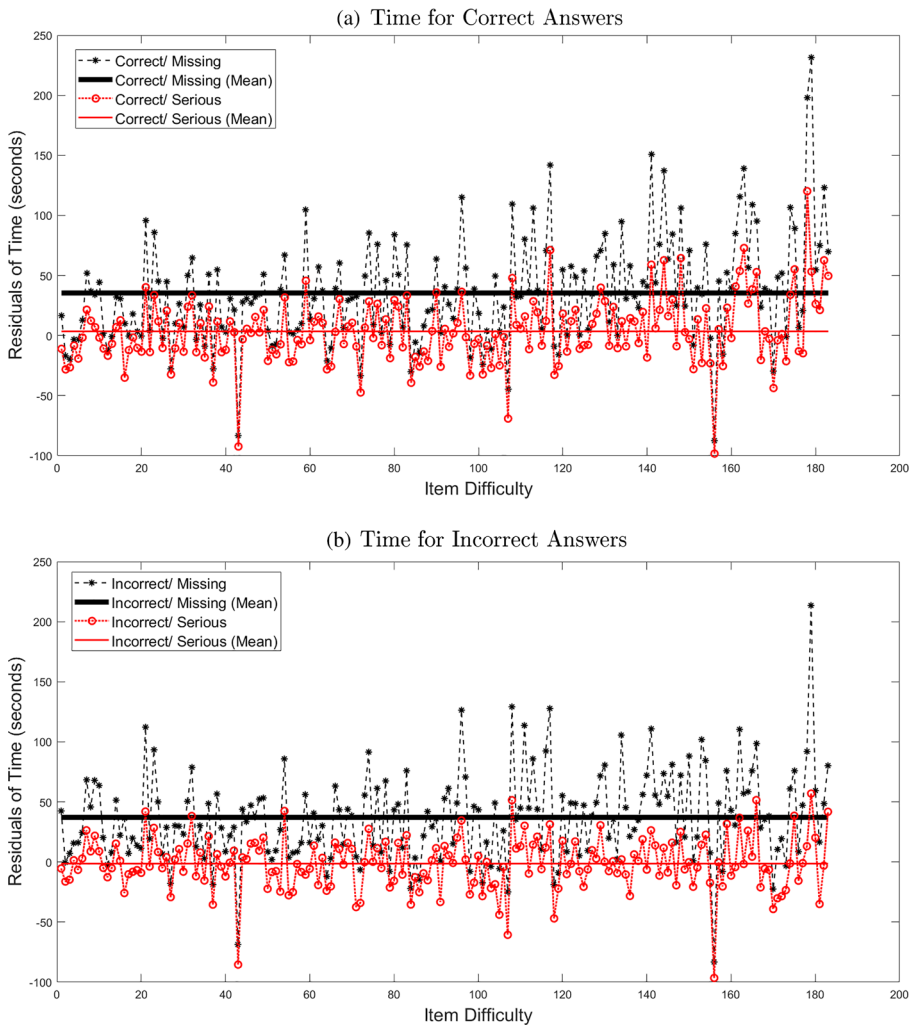 (a) Time for Correct Answers
250
200
150
100
50
0
-50
-100
Residuals of Time (seconds)
Correct/ Missing
Correct/ Missing (Mean)
Correct/ Serious
Correct/ Serious (Mean)
0 20 40 60 80 100 120 140 160 180 200
Item Difficulty
(b) Time for Incorrect Answers
250
200
150
100
50
0
-50
-100
Residuals of Time (seconds)
Incorrect/ Missing
Incorrect/ Missing (Mean)
Incorrect/ Serious
Incorrect/ Serious (Mean)
0 20 40 60 80 100 120 140 160 180 200
Item Difficulty